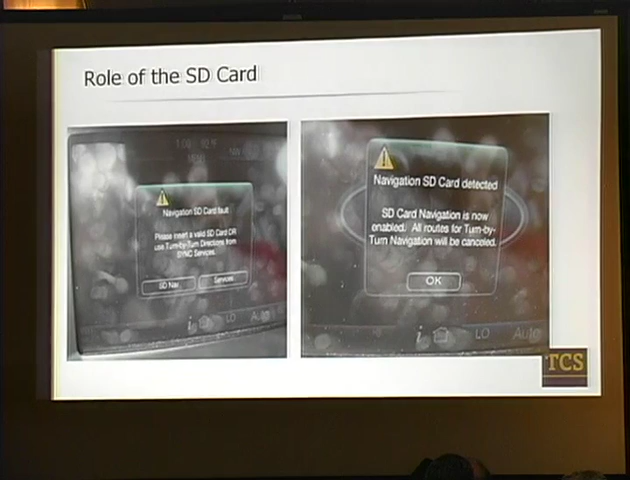 Role of the SD Card
Navigation SD Card fault
Please insert a valid SD Card OR
use Turn-by-Turn Directions from
SYNC Services.
SD Nav
Services
i
LO
Auto
Navigation SD Card detected
SD Card Navigation is now
enabled. All routes for Turn-by-
Turn Navigation will be canceled.
OK
i
LO
Auto
TCS